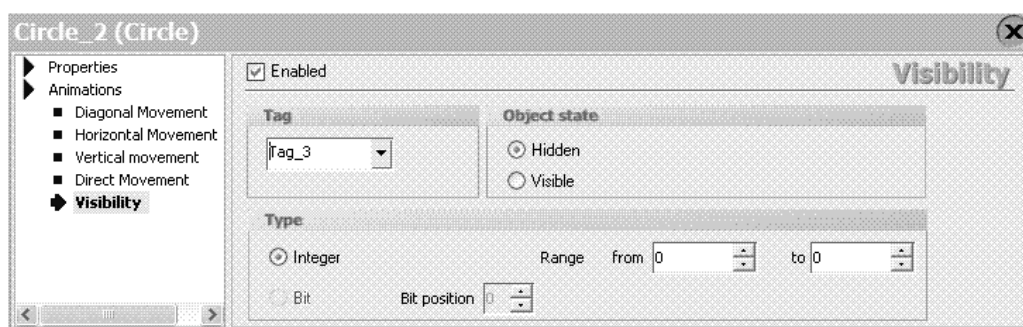 Circle_2 (Circle)
Properties
Animations
Diagonal Movement
Horizontal Movement
Vertical movement
Direct Movement
Visibility
Enabled
Visibility
Tag
Tag_3
Object state
Hidden
Visible
Type
Integer
Range from 0 to 0
Bit
Bit position 0